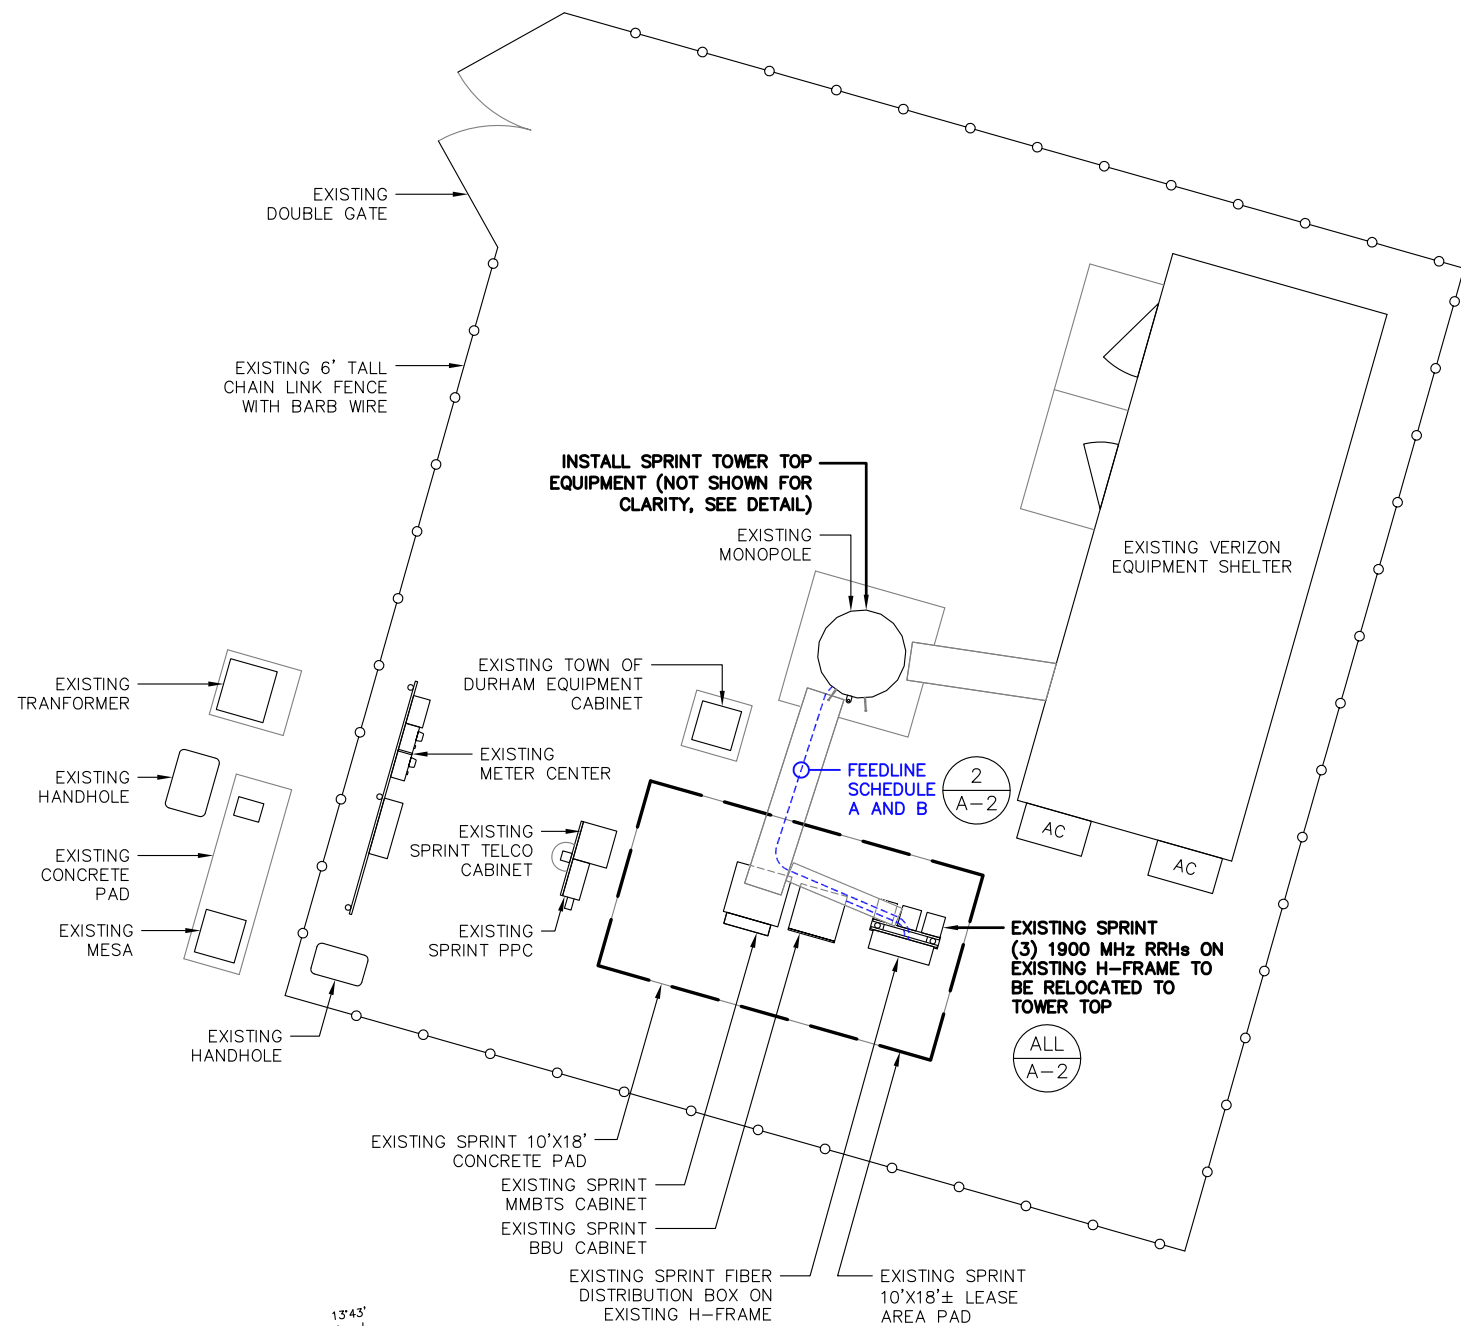 EXISTING
DOUBLE GATE
EXISTING 6' TALL
CHAIN LINK FENCE
WITH BARB WIRE
INSTALL SPRINT TOWER TOP
EQUIPMENT (NOT SHOWN FOR
CLARITY, SEE DETAIL)
EXISTING
MONOPOLE
EXISTING VERIZON
EQUIPMENT SHELTER
EXISTING TOWN OF
DURHAM EQUIPMENT
CABINET
EXISTING
TRANFORMER
EXISTING
METER CENTER
EXISTING
HANDHOLE
FEEDLINE
SCHEDULE
A AND B
2
A-2
AC
AC
EXISTING
SPRINT TELCO
CABINET
EXISTING
CONCRETE
PAD
EXISTING
MESA
EXISTING
SPRINT PPC
EXISTING SPRINT
(3) 1900 MHz RRHs ON
EXISTING H-FRAME TO
BE RELOCATED TO
TOWER TOP
ALL
A-2
EXISTING
HANDHOLE
EXISTING SPRINT 10'X18'
CONCRETE PAD
EXISTING SPRINT
MMBTS CABINET
EXISTING SPRINT
BBU CABINET
EXISTING SPRINT FIBER
DISTRIBUTION BOX ON
EXISTING H-FRAME
EXISTING SPRINT
10'X18'± LEASE
AREA PAD
13°43'